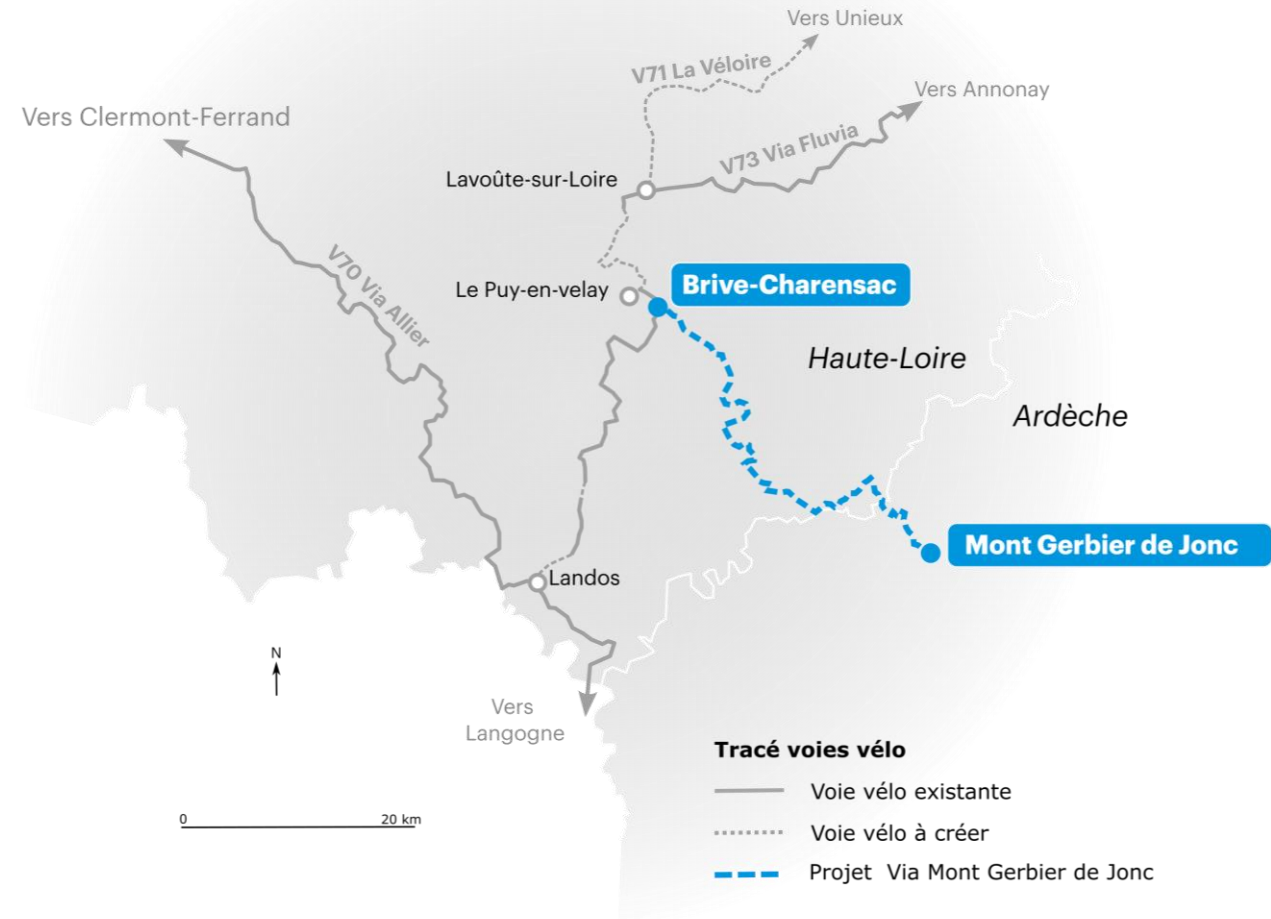 Vers Unieux
V71 La Véloire
Vers Annonay
Vers Clermont-Ferrand
V73 Via Fluvia
Lavoûte-sur-Loire
V70 Via Allier
Brive-Charensac
Le Puy-en-velay
Haute-Loire
Ardèche
Mont Gerbier de Jonc
Landos
N
Vers
Langogne
Tracé voies vélo
Voie vélo existante
0 20 km
Voie vélo à créer
Projet Via Mont Gerbier de Jonc